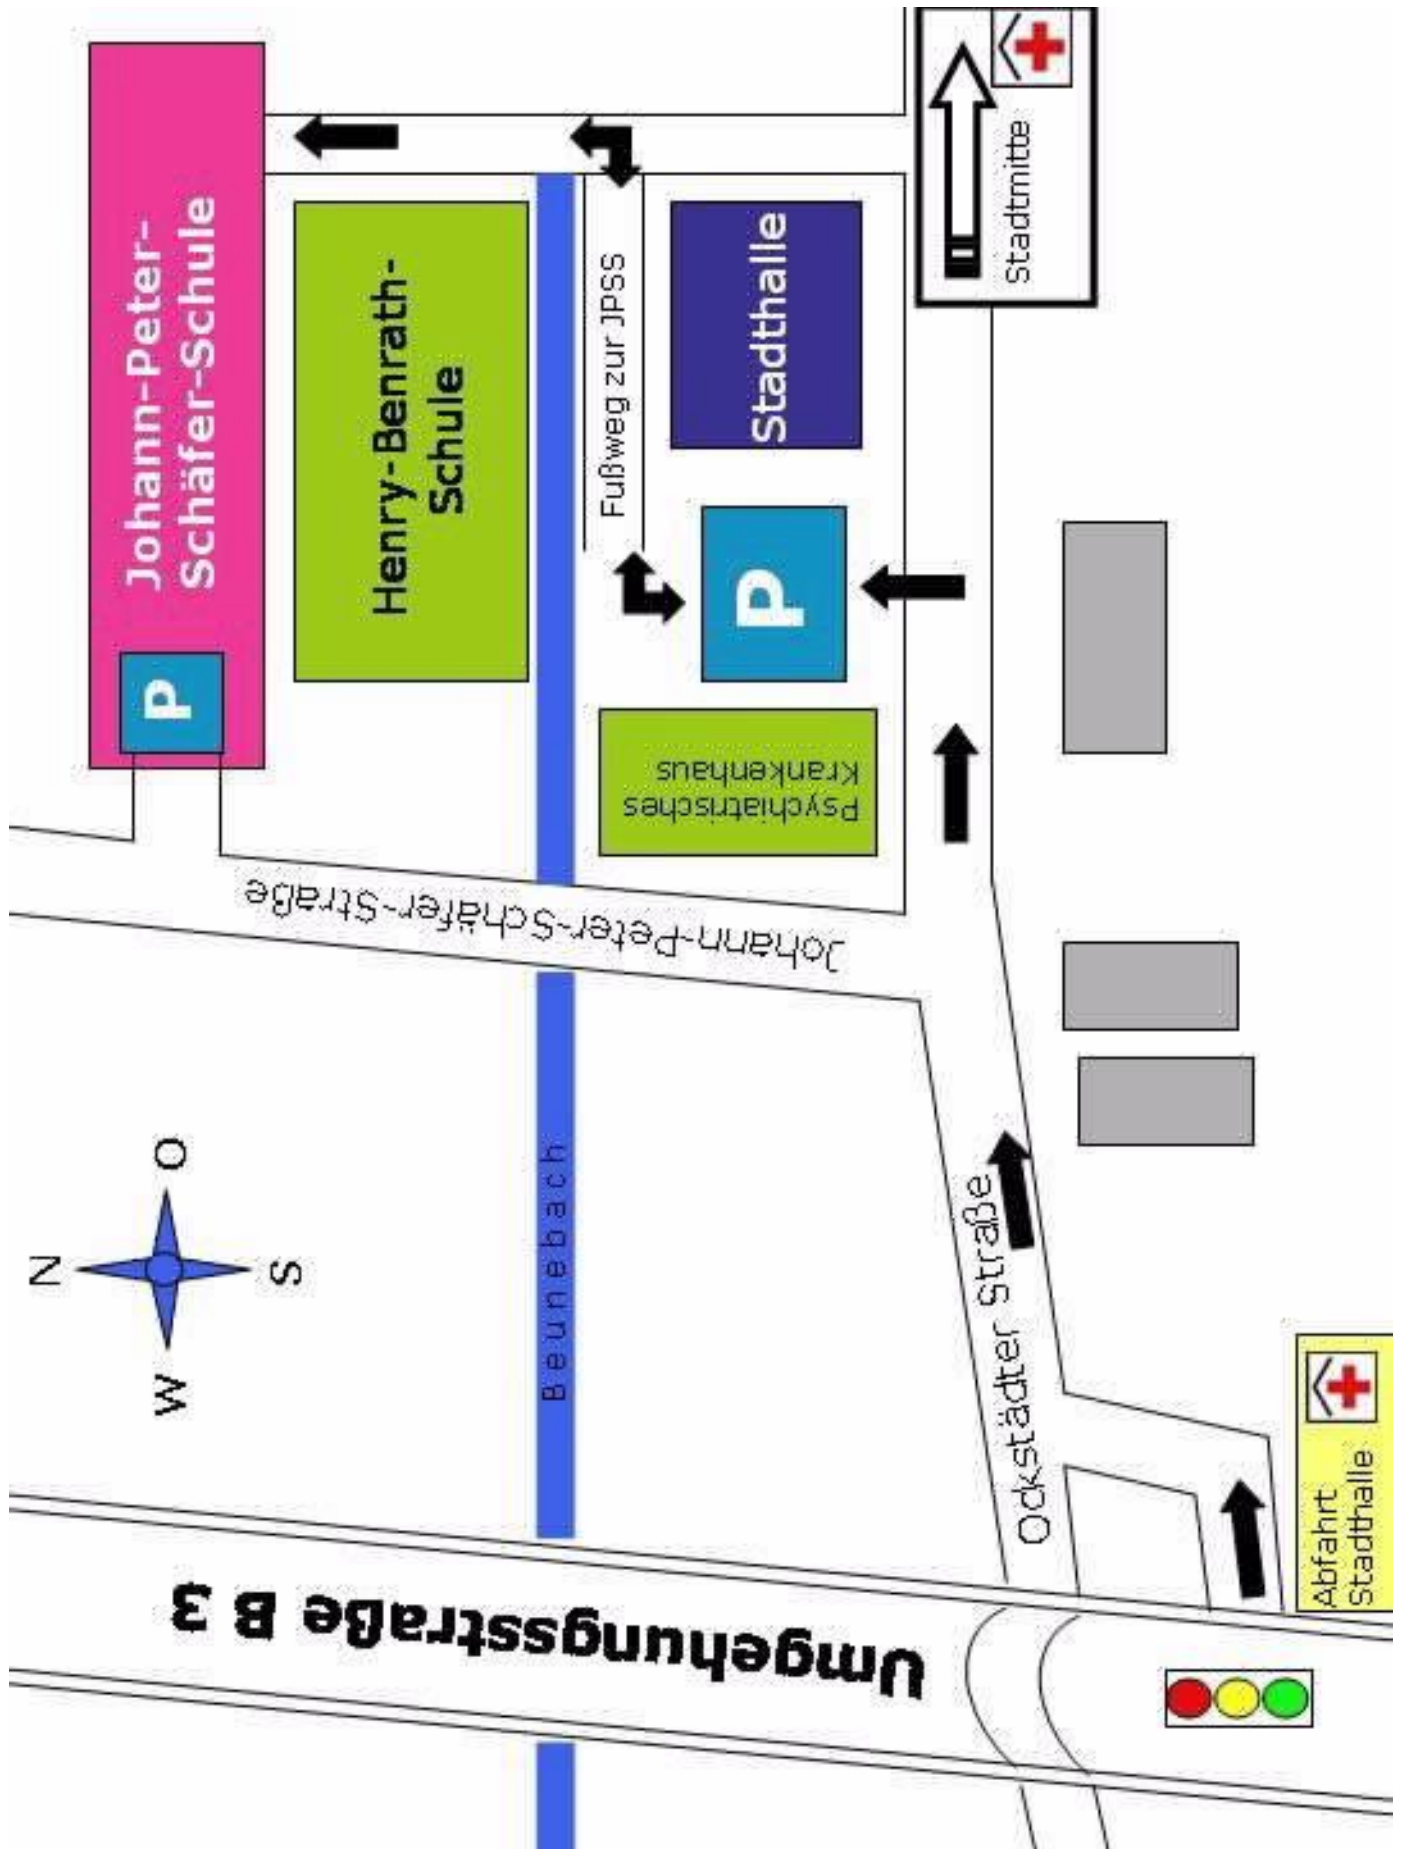 Johann-Peter-
Schäfer-Schule
P
Henry-Benrath-
Schule
Fußweg zur JPSS
Stadthalle
P
Psychiatrisches
Krankenhaus
Stadtmitte
Johann-Peter-Schäfer-Straße
N
O
S
W
Beunebach
Ockstädter Straße
Umgehungsstraße B 3
Abfahrt
Stadthalle